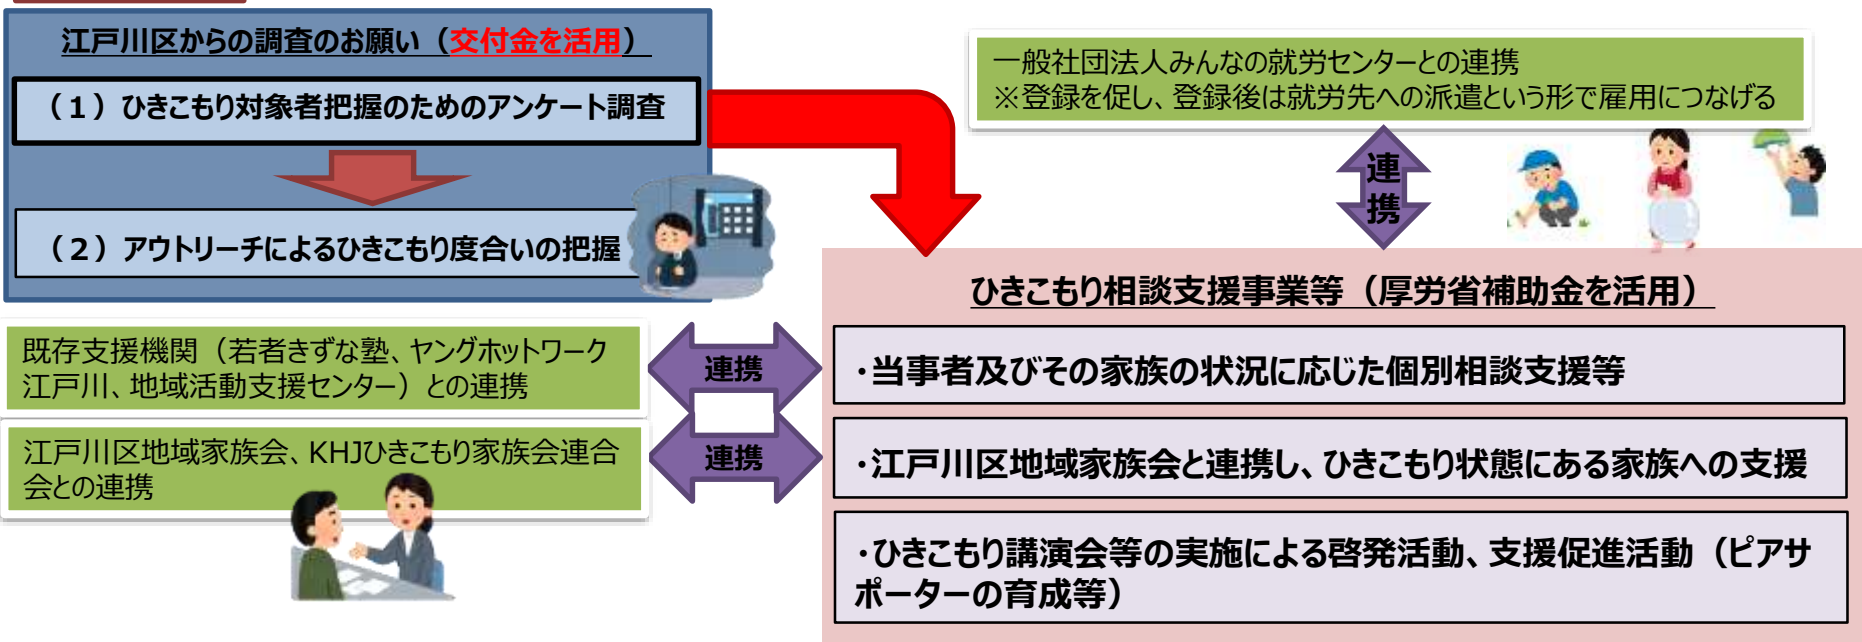 江戸川区からの調査のお願い（交付金を活用）
（１）ひきこもり対象者把握のためのアンケート調査
（２）アウトリーチによるひきこもり度合いの把握
一般社団法人みんなの就労センターとの連携
※登録を促し、登録後は就労先への派遣という形で雇用につなげる
連携
ひきこもり相談支援事業等（厚労省補助金を活用）
既存支援機関（若者きずな塾、ヤングホットワーク
江戸川、地域活動支援センター）との連携
連携
・当事者及びその家族の状況に応じた個別相談支援等
江戸川区地域家族会、KHJひきこもり家族会連合
会との連携
連携
・江戸川区地域家族会と連携し、ひきこもり状態にある家族への支援
・ひきこもり講演会等の実施による啓発活動、支援促進活動（ピアサ
ポーターの育成等）